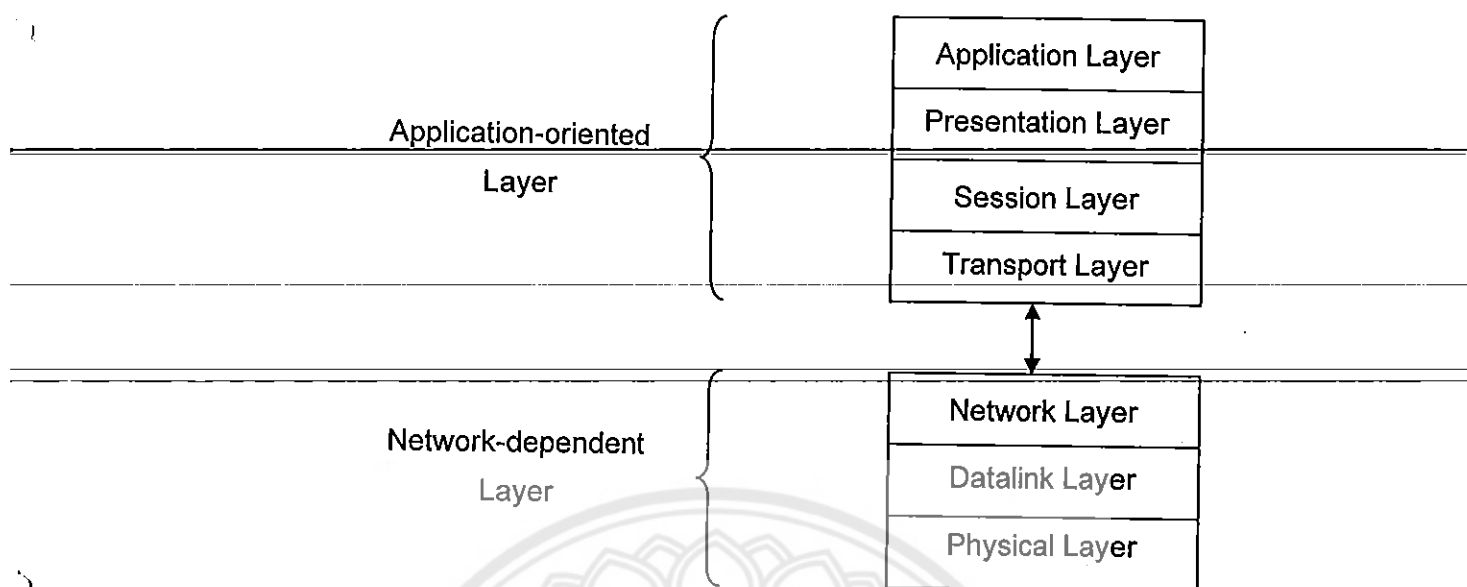 Application-oriented
Layer
Application Layer
Presentation Layer
Session Layer
Transport Layer
Network-dependent
Layer
Network Layer
Datalink Layer
Physical Layer